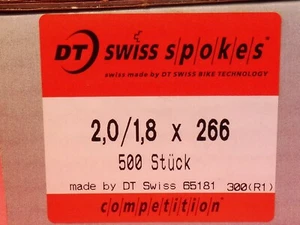 DT swiss spokes
swiss made by DT SWISS BIKE TECHNOLOGY
2,0/1,8 x 266
500 Stück
made by DT Swiss 65181 300(R1)
competition